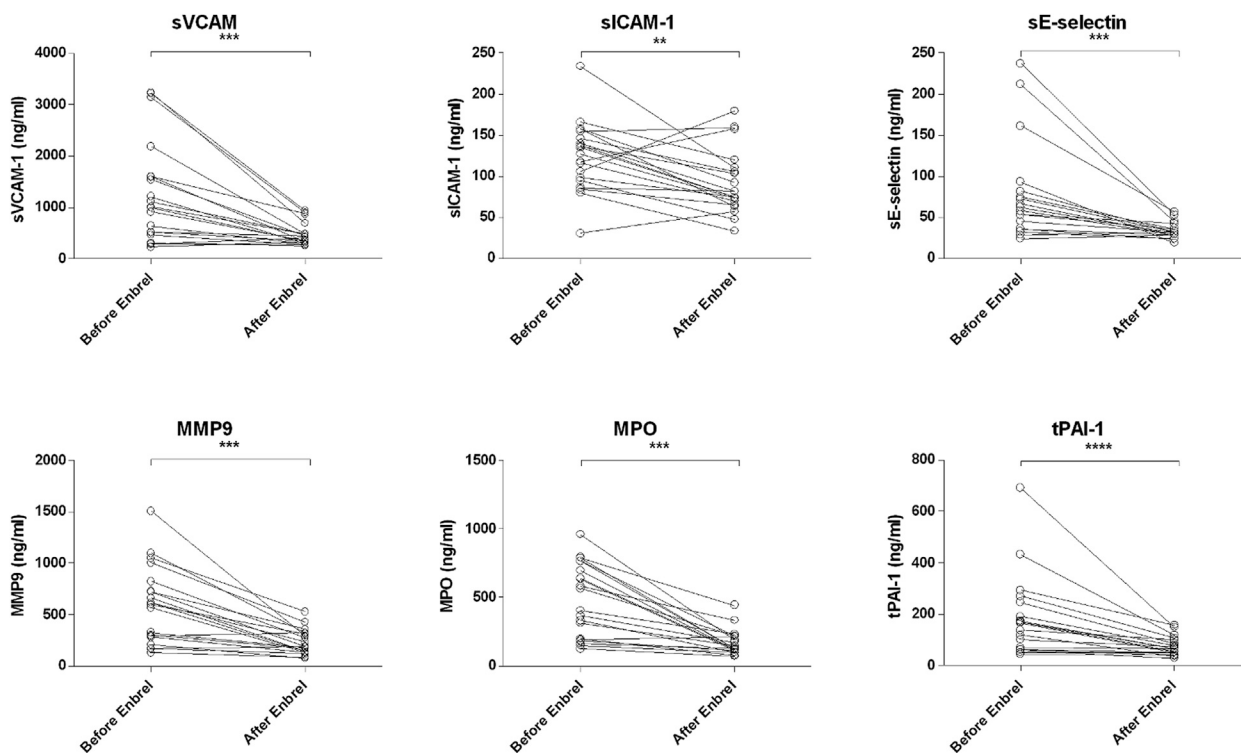 sVCAM
***
sVCAM-1 (ng/ml)
4000
3000
2000
1000
0
Before Enbrel
After Enbrel
sICAM-1
**
sICAM-1 (ng/ml)
250
200
150
100
50
0
Before Enbrel
After Enbrel
sE-selectin
***
sE-selectin (ng/ml)
250
200
150
100
50
0
Before Enbrel
After Enbrel
MMP9
***
MMP9 (ng/ml)
2000
1500
1000
500
0
Before Enbrel
After Enbrel
MPO
***
MPO (ng/ml)
1500
1000
500
0
Before Enbrel
After Enbrel
tPAI-1
****
tPAI-1 (ng/ml)
800
600
400
200
0
Before Enbrel
After Enbrel